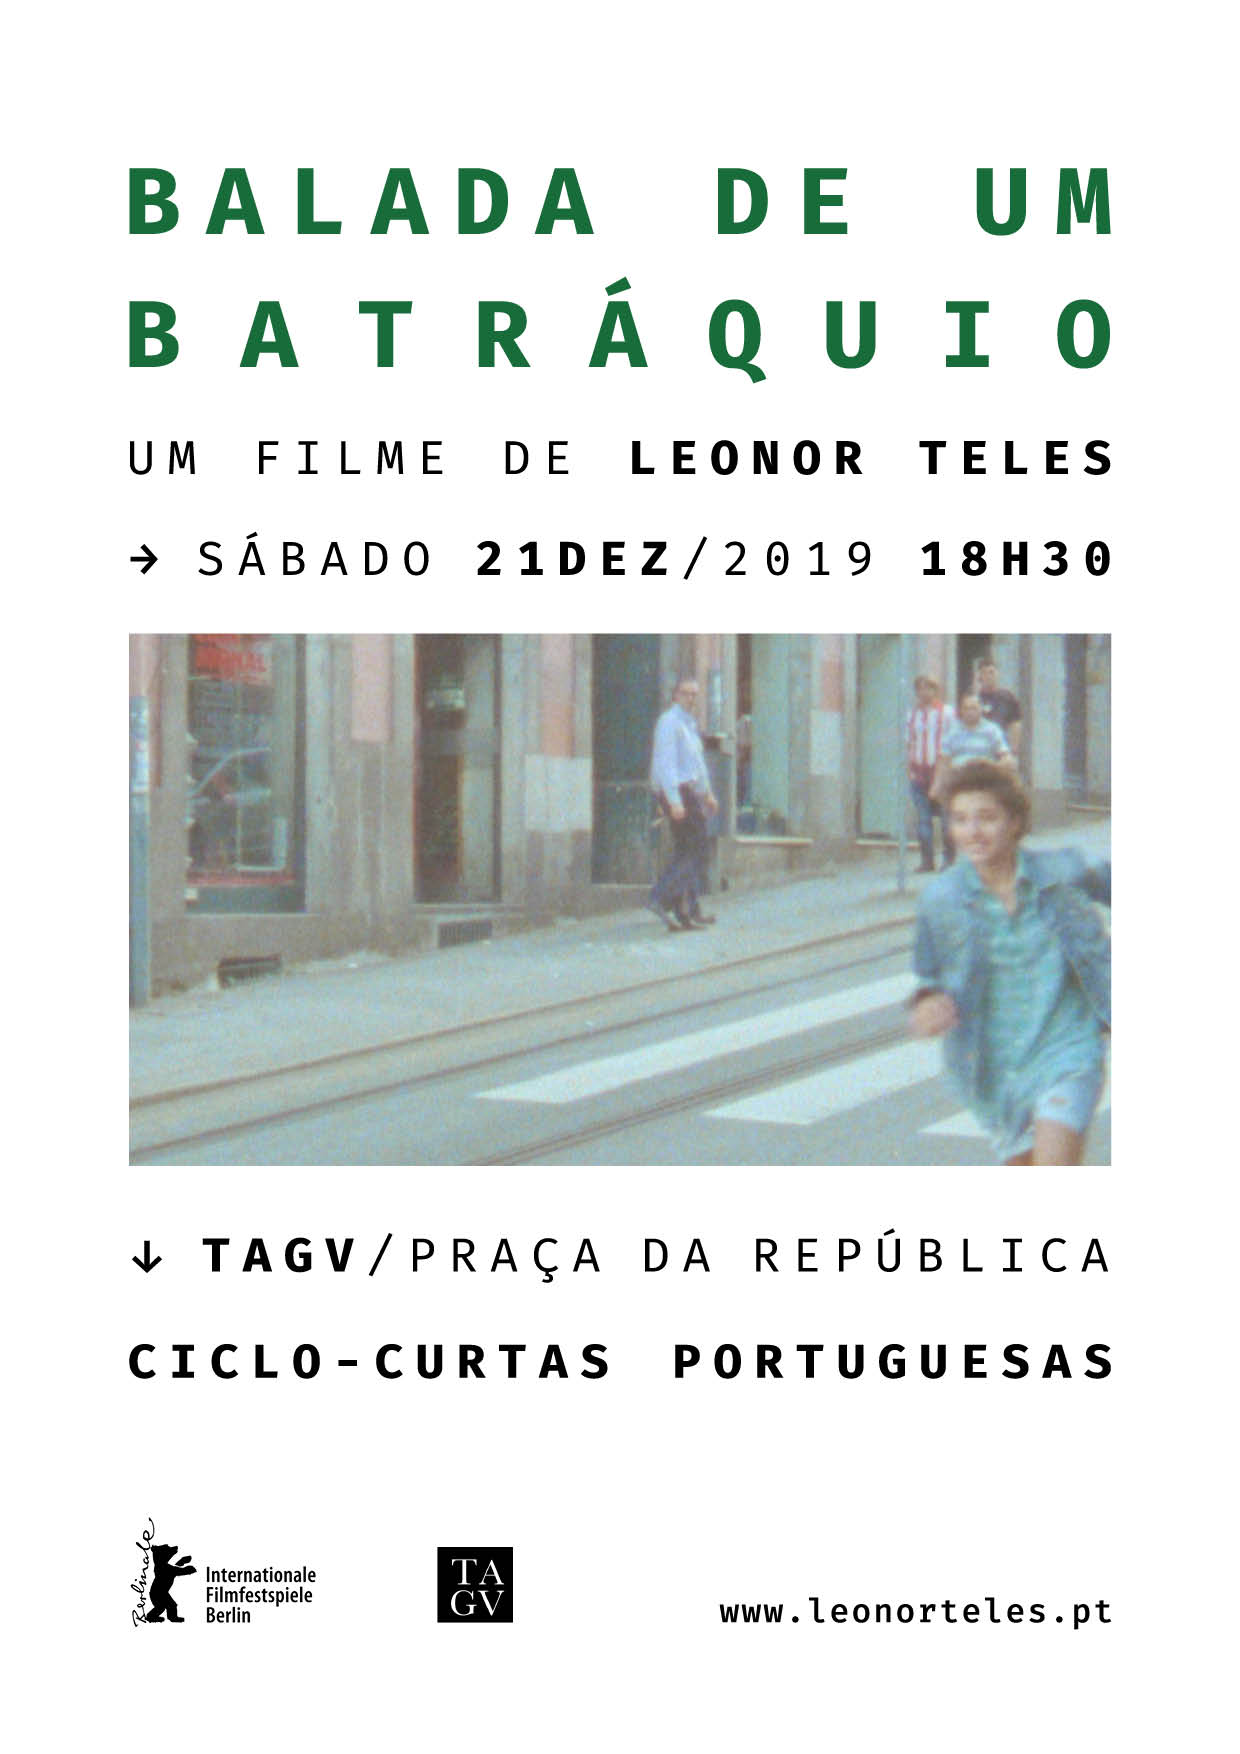 BALADA DE UM
BATRÁQUIO
UM FILME DE LEONOR TELES
→ SÁBADO 21DEZ/2019 18H30
↓ TAGV/PRAÇA DA REPÚBLICA
CICLO-CURTAS PORTUGUESAS
Berlinale
Internationale
Filmfestspiele
Berlin
TA
GV
www.leonorteles.pt